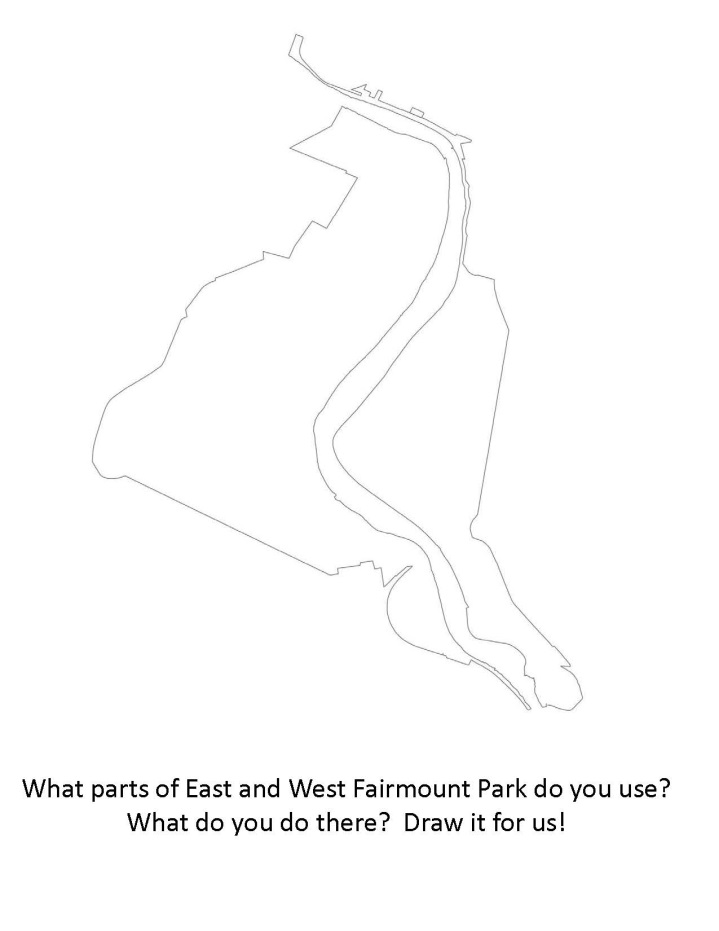 What parts of East and West Fairmount Park do you use?
What do you do there?  Draw it for us!